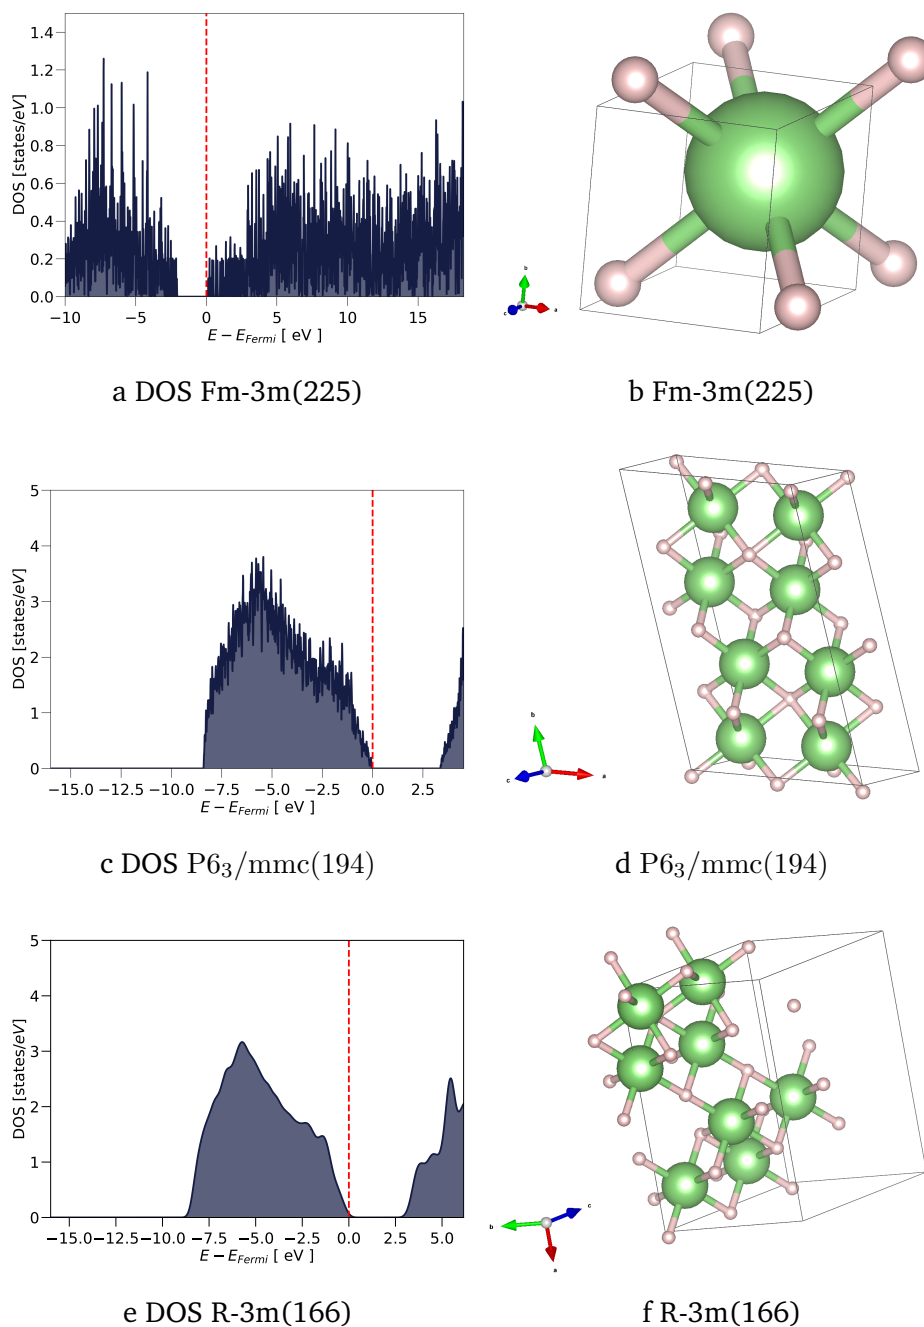 1.4
1.2
1.0
0.8
0.6
0.4
0.2
0.0
DOS [states/eV]
−10 −5 0 5 10 15
E − E_Fermi [ eV ]
b
c
a
a DOS Fm-3m(225)
b Fm-3m(225)
5
4
3
2
1
0
DOS [states/eV]
−15.0 −12.5 −10.0 −7.5 −5.0 −2.5 0.0 2.5
E − E_Fermi [ eV ]
b
c
a
c DOS P6₃/mmc(194)
d P6₃/mmc(194)
5
4
3
2
1
0
DOS [states/eV]
−15.0 −12.5 −10.0 −7.5 −5.0 −2.5 0.0 2.5 5.0
E − E_Fermi [ eV ]
b
c
a
e DOS R-3m(166)
f R-3m(166)